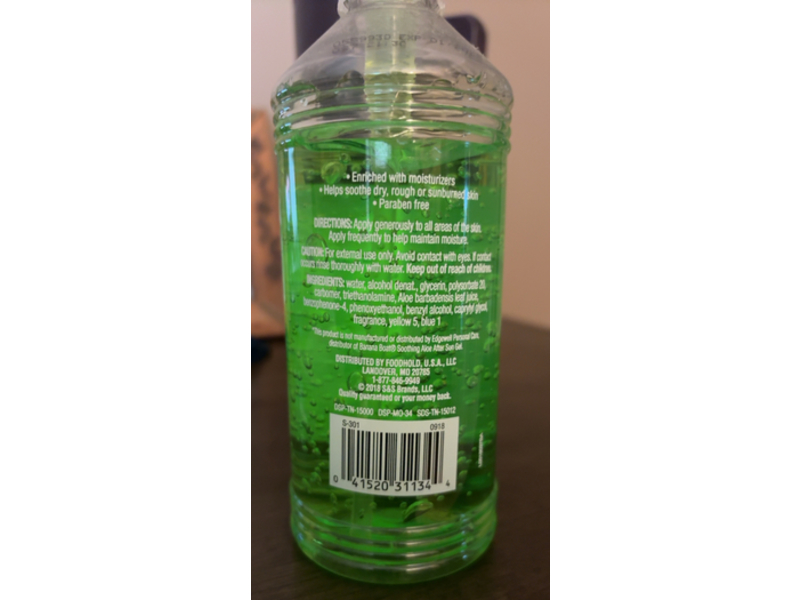 EXP
• Enriched with moisturizers
• Helps soothe dry, rough or sunburned skin
• Paraben free
DIRECTIONS: Apply generously to all areas of the skin.
Apply frequently to help maintain moisture.
CAUTION: For external use only. Avoid contact with eyes. If contact
occurs rinse thoroughly with water. Keep out of reach of children.
INGREDIENTS: water, alcohol denat., glycerin, polysorbate 20,
carbomer, triethanolamine, Aloe barbadensis leaf juice,
benzophenone-4, phenoxyethanol, benzyl alcohol, caprylyl glycol,
fragrance, yellow 5, blue 1
*This product is not manufactured or distributed by Edgewell Personal Care,
distributor of Banana Boat® Soothing Aloe After Sun Gel.
DISTRIBUTED BY FOODHOLD, U.S.A., LLC
LANDOVER, MD 20785
1-877-846-9949
© 2018 S&S Brands, LLC
Quality guaranteed or your money back.
DSP-TN-15000 DSP-MO-34 SDS-TN-15012
S-301 0918
0 41520 31134 4